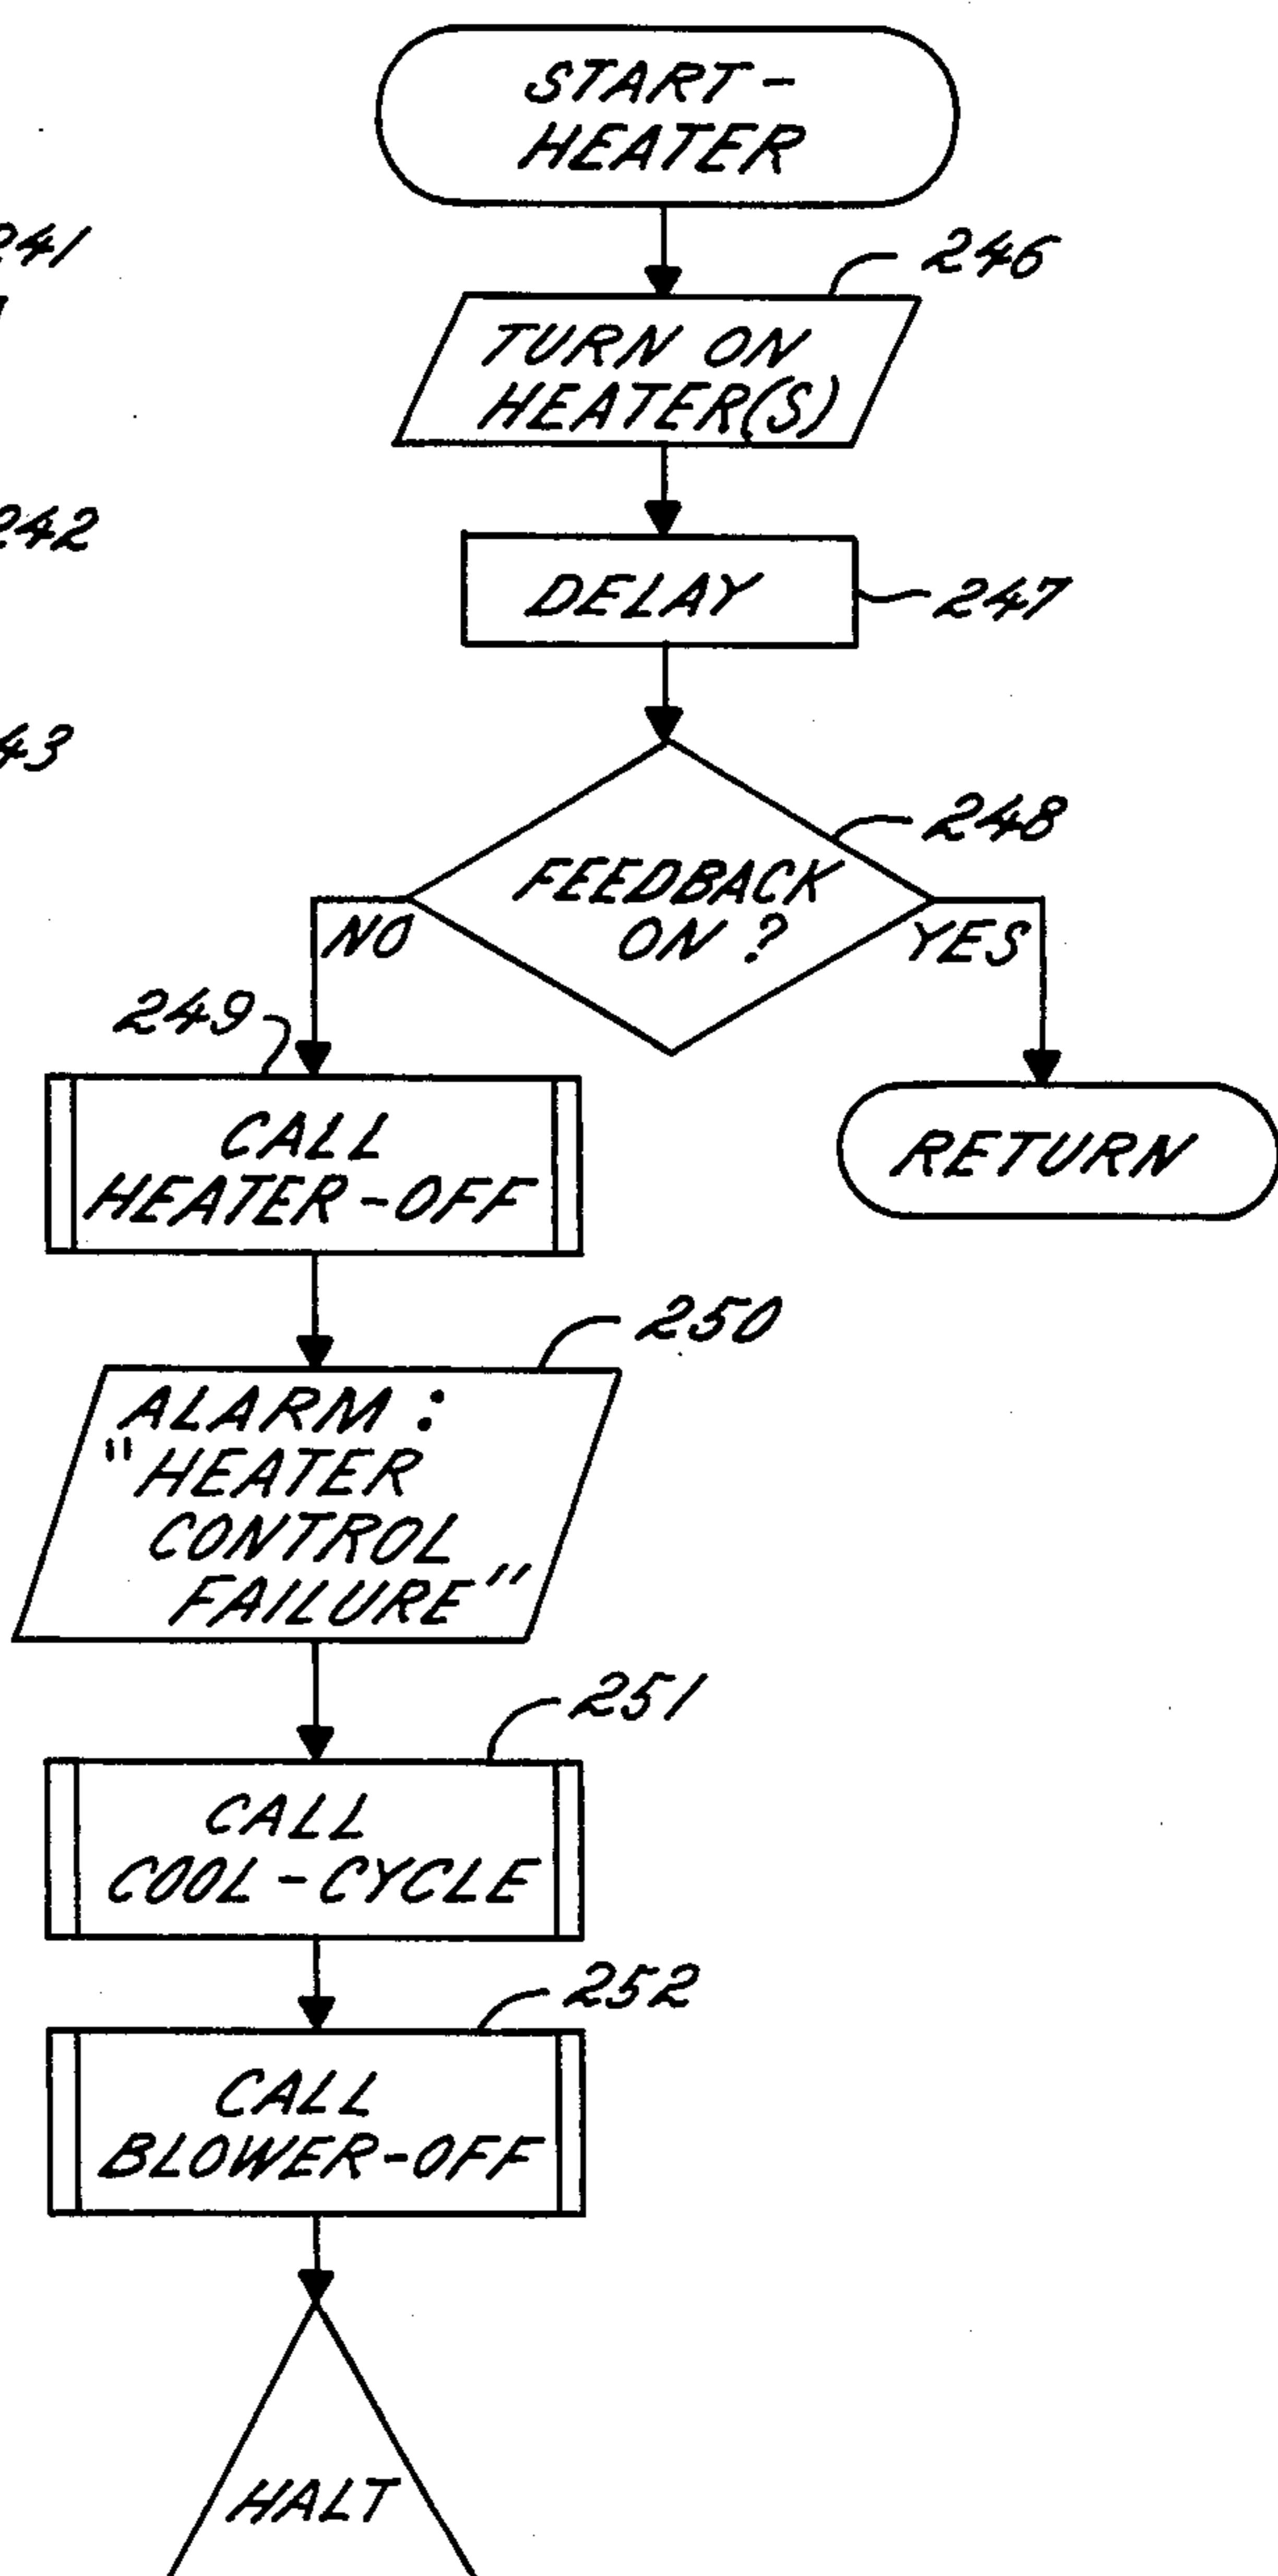 START-
HEATER
246
241
TURN ON
HEATER(S)
242
DELAY
247
43
248
FEEDBACK
ON?
NO
YES
249
CALL
HEATER-OFF
RETURN
250
ALARM:
"HEATER
CONTROL
FAILURE"
251
CALL
COOL-CYCLE
252
CALL
BLOWER-OFF
HALT